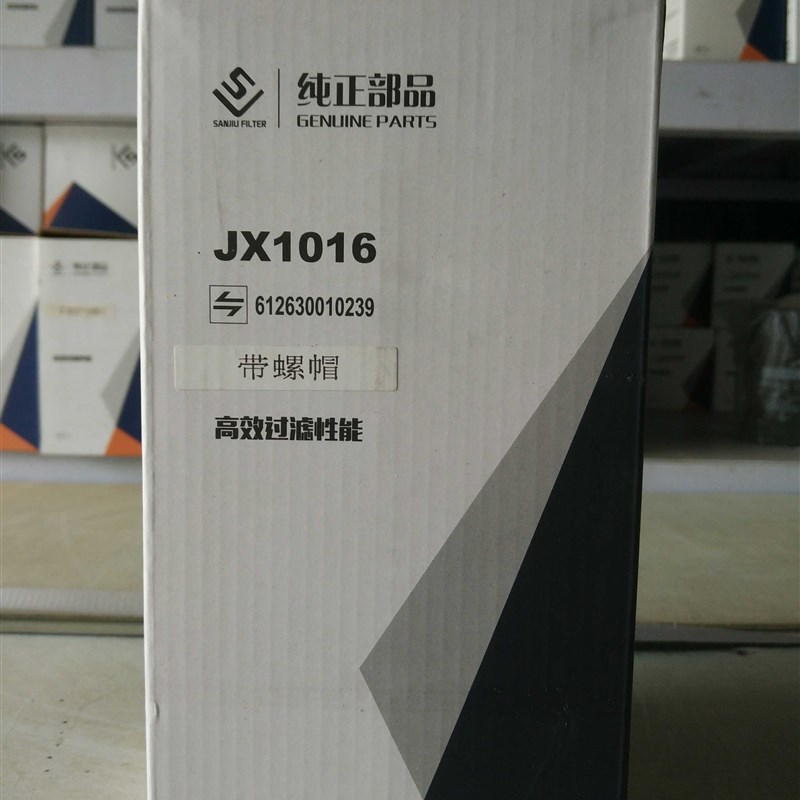 纯正部品
SANJIU FILTER
GENUINE PARTS
JX1016
612630010239
带螺帽
高效过滤性能